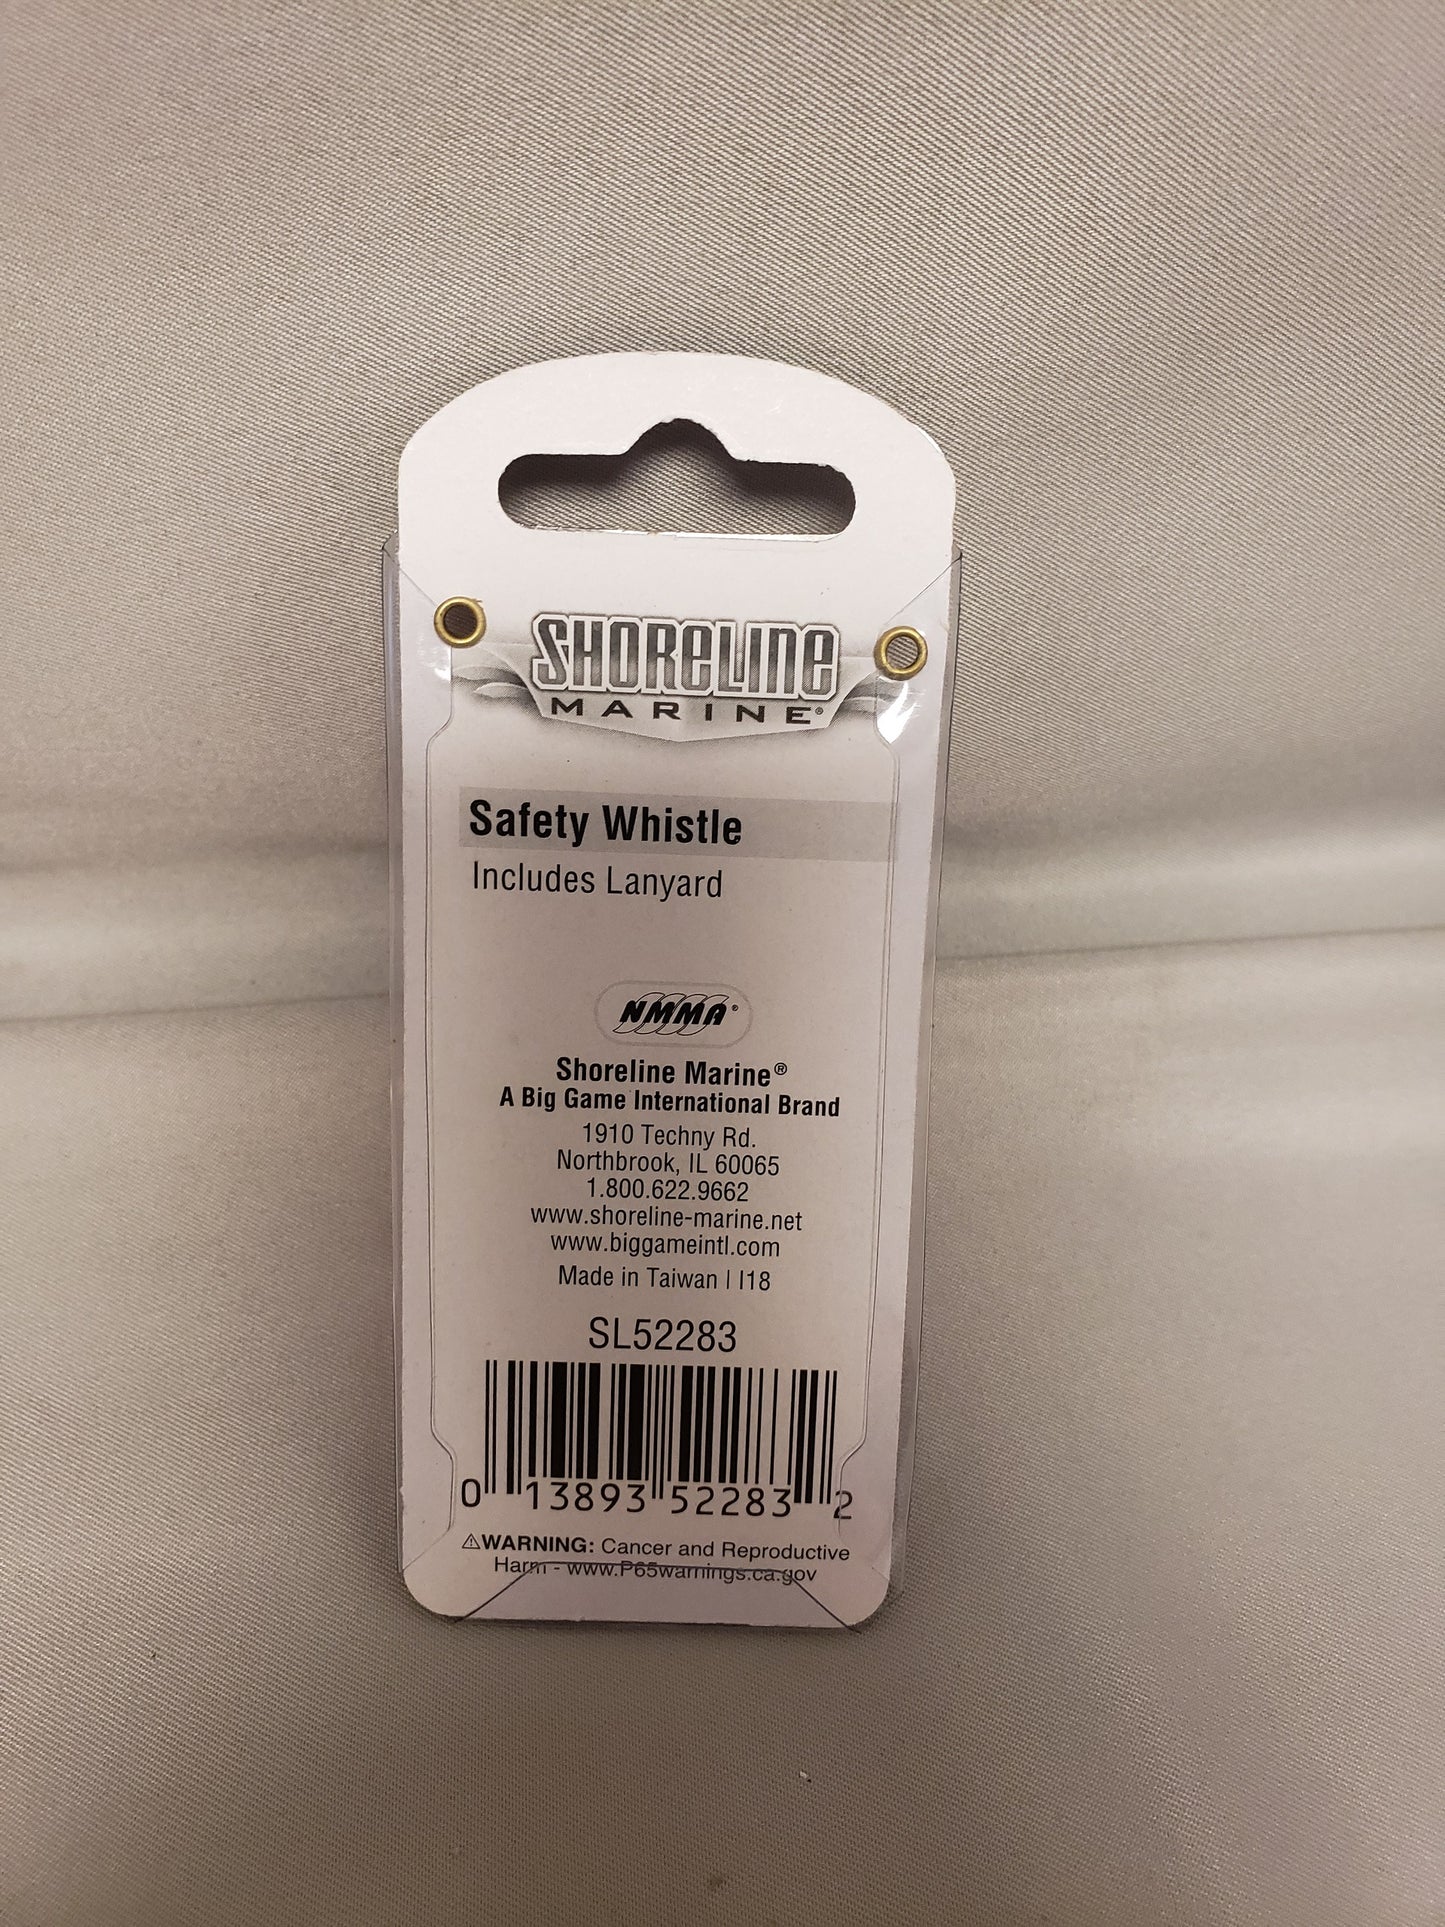 SHORELINE
MARINE®
Safety Whistle
Includes Lanyard
NMMA®
Shoreline Marine®
A Big Game International Brand
1910 Techny Rd.
Northbrook, IL 60065
1.800.622.9662
www.shoreline-marine.net
www.biggameintl.com
Made in Taiwan | I18
SL52283
0 13893 52283 2
⚠WARNING: Cancer and Reproductive
Harm - www.P65warnings.ca.gov